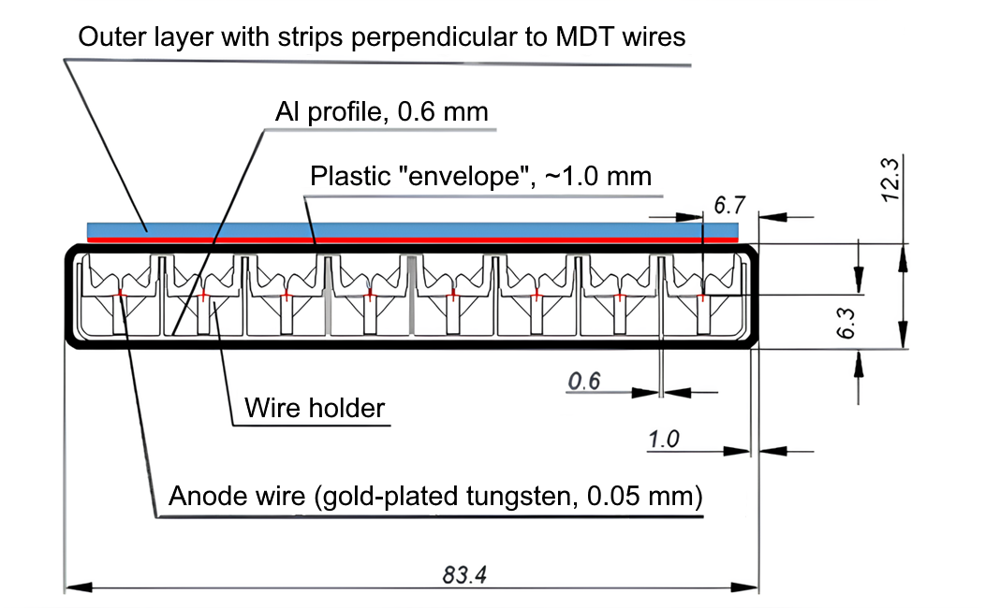 Outer layer with strips perpendicular to MDT wires
Al profile, 0.6 mm
Plastic "envelope", ~1.0 mm
6.7
12.3
6.3
0.6
Wire holder
1.0
Anode wire (gold-plated tungsten, 0.05 mm)
83.4